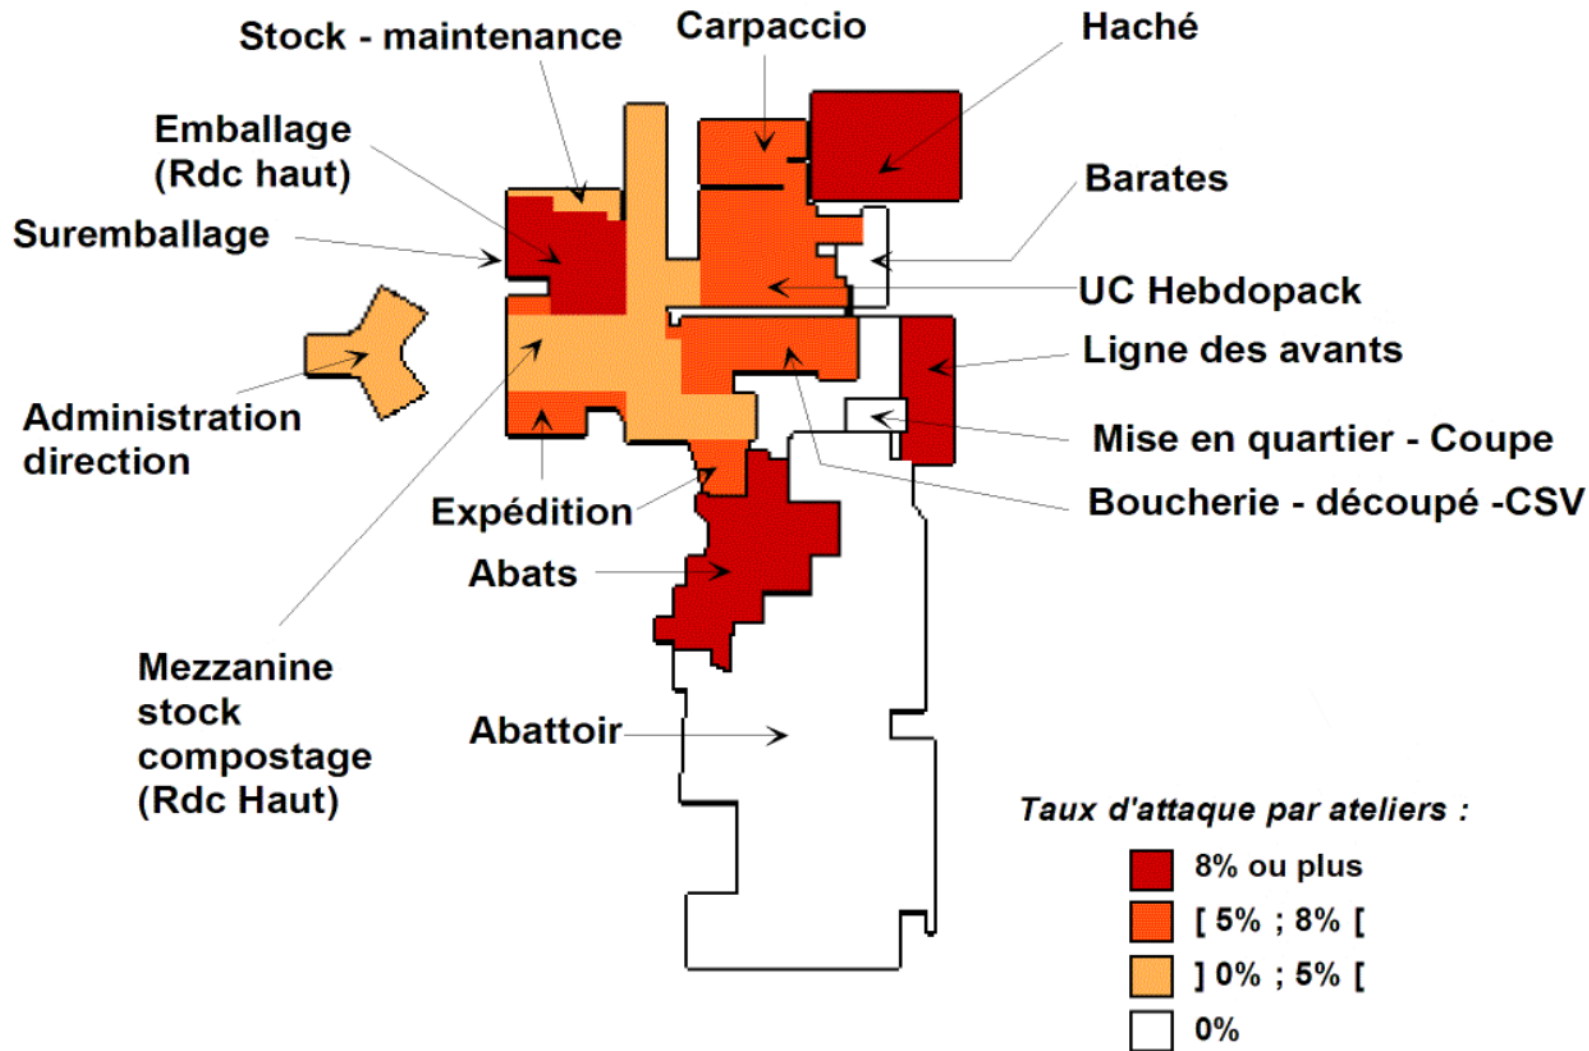 Stock - maintenance
Carpaccio
Haché
Emballage
(Rdc haut)
Barates
Suremballage
UC Hebdopack
Ligne des avants
Administration
direction
Mise en quartier - Coupe
Expédition
Boucherie - découpé -CSV
Abats
Mezzanine
stock
compostage
(Rdc Haut)
Abattoir
Taux d'attaque par ateliers :
8% ou plus
[ 5% ; 8% [
] 0% ; 5% [
0%